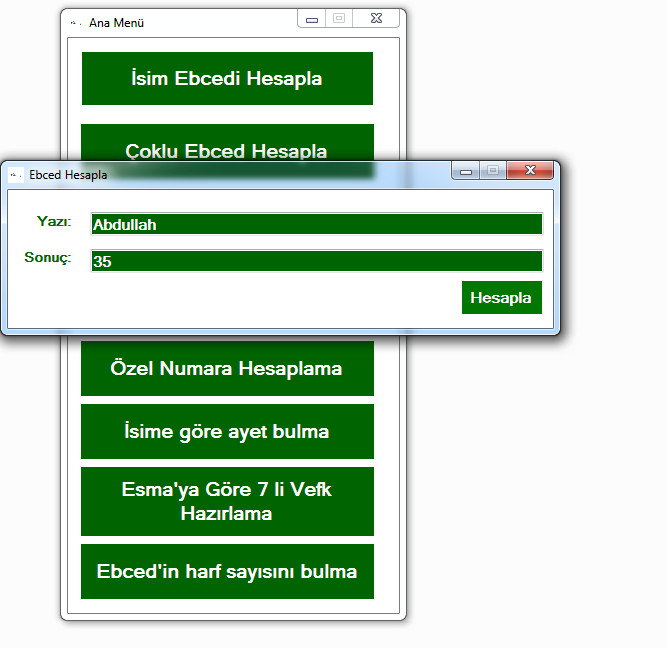 Ana Menü
İsim Ebcedi Hesapla
Çoklu Ebced Hesapla
Ebced Hesapla
Yazı:
Abdullah
Sonuç:
35
Hesapla
Özel Numara Hesaplama
İsime göre ayet bulma
Esma'ya Göre 7 li Vefk
Hazırlama
Ebced'in harf sayısını bulma